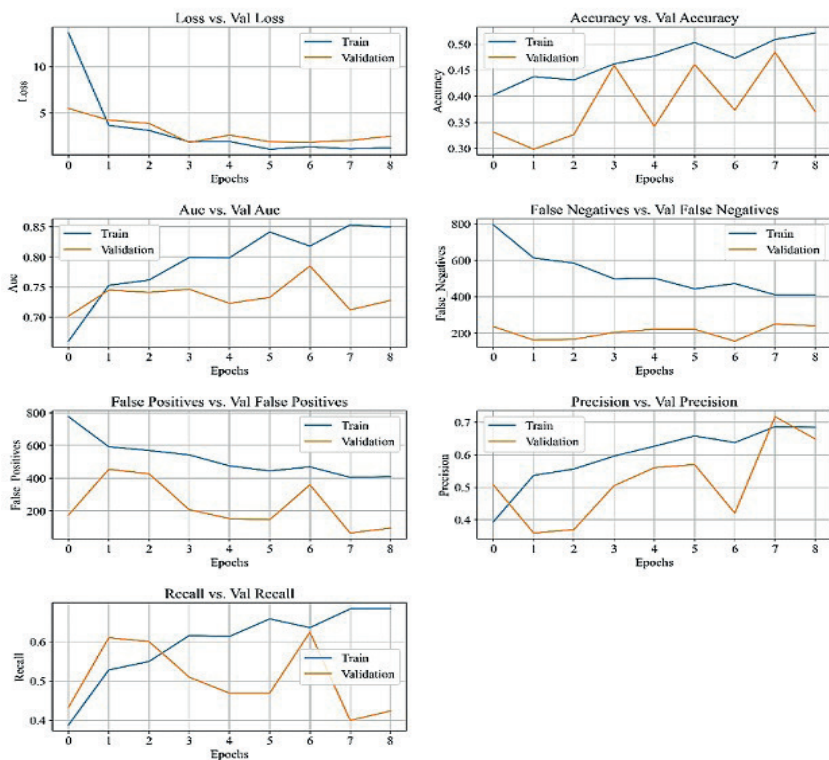 Loss vs. Val Loss
Train
Validation
10
5
Loss
0 1 2 3 4 5 6 7 8
Epochs
Accuracy vs. Val Accuracy
Train
Validation
0.50
0.45
0.40
0.35
0.30
Accuracy
0 1 2 3 4 5 6 7 8
Epochs
Auc vs. Val Auc
Train
Validation
0.85
0.80
0.75
0.70
Auc
0 1 2 3 4 5 6 7 8
Epochs
False Negatives vs. Val False Negatives
Train
Validation
800
600
400
200
False_Negatives
0 1 2 3 4 5 6 7 8
Epochs
False Positives vs. Val False Positives
Train
Validation
800
600
400
200
False_Positives
0 1 2 3 4 5 6 7 8
Epochs
Precision vs. Val Precision
Train
Validation
0.7
0.6
0.5
0.4
Precision
0 1 2 3 4 5 6 7 8
Epochs
Recall vs. Val Recall
Train
Validation
0.6
0.5
0.4
Recall
0 1 2 3 4 5 6 7 8
Epochs